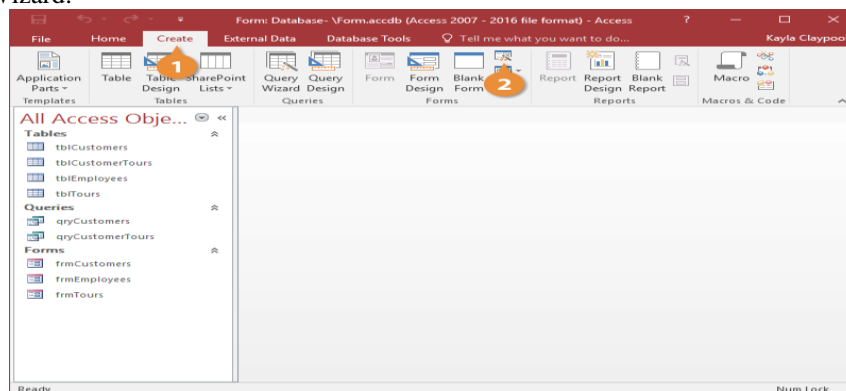 Wizard.
Form: Database- \Form.accdb (Access 2007 - 2016 file format) - Access ?
File Home Create External Data Database Tools Tell me what you want to do... Kayla Claypoo
Application Parts
Table
Table Design
SharePoint Lists
Query Wizard
Query Design
Form
Form Design
Blank Form
Report
Report Design
Blank Report
Macro
1
2
Templates Tables Queries Forms Reports Macros & Code
All Access Obje...
Tables
tblCustomers
tblCustomerTours
tblEmployees
tblTours
Queries
qryCustomers
qryCustomerTours
Forms
frmCustomers
frmEmployees
frmTours
Ready Num Lock